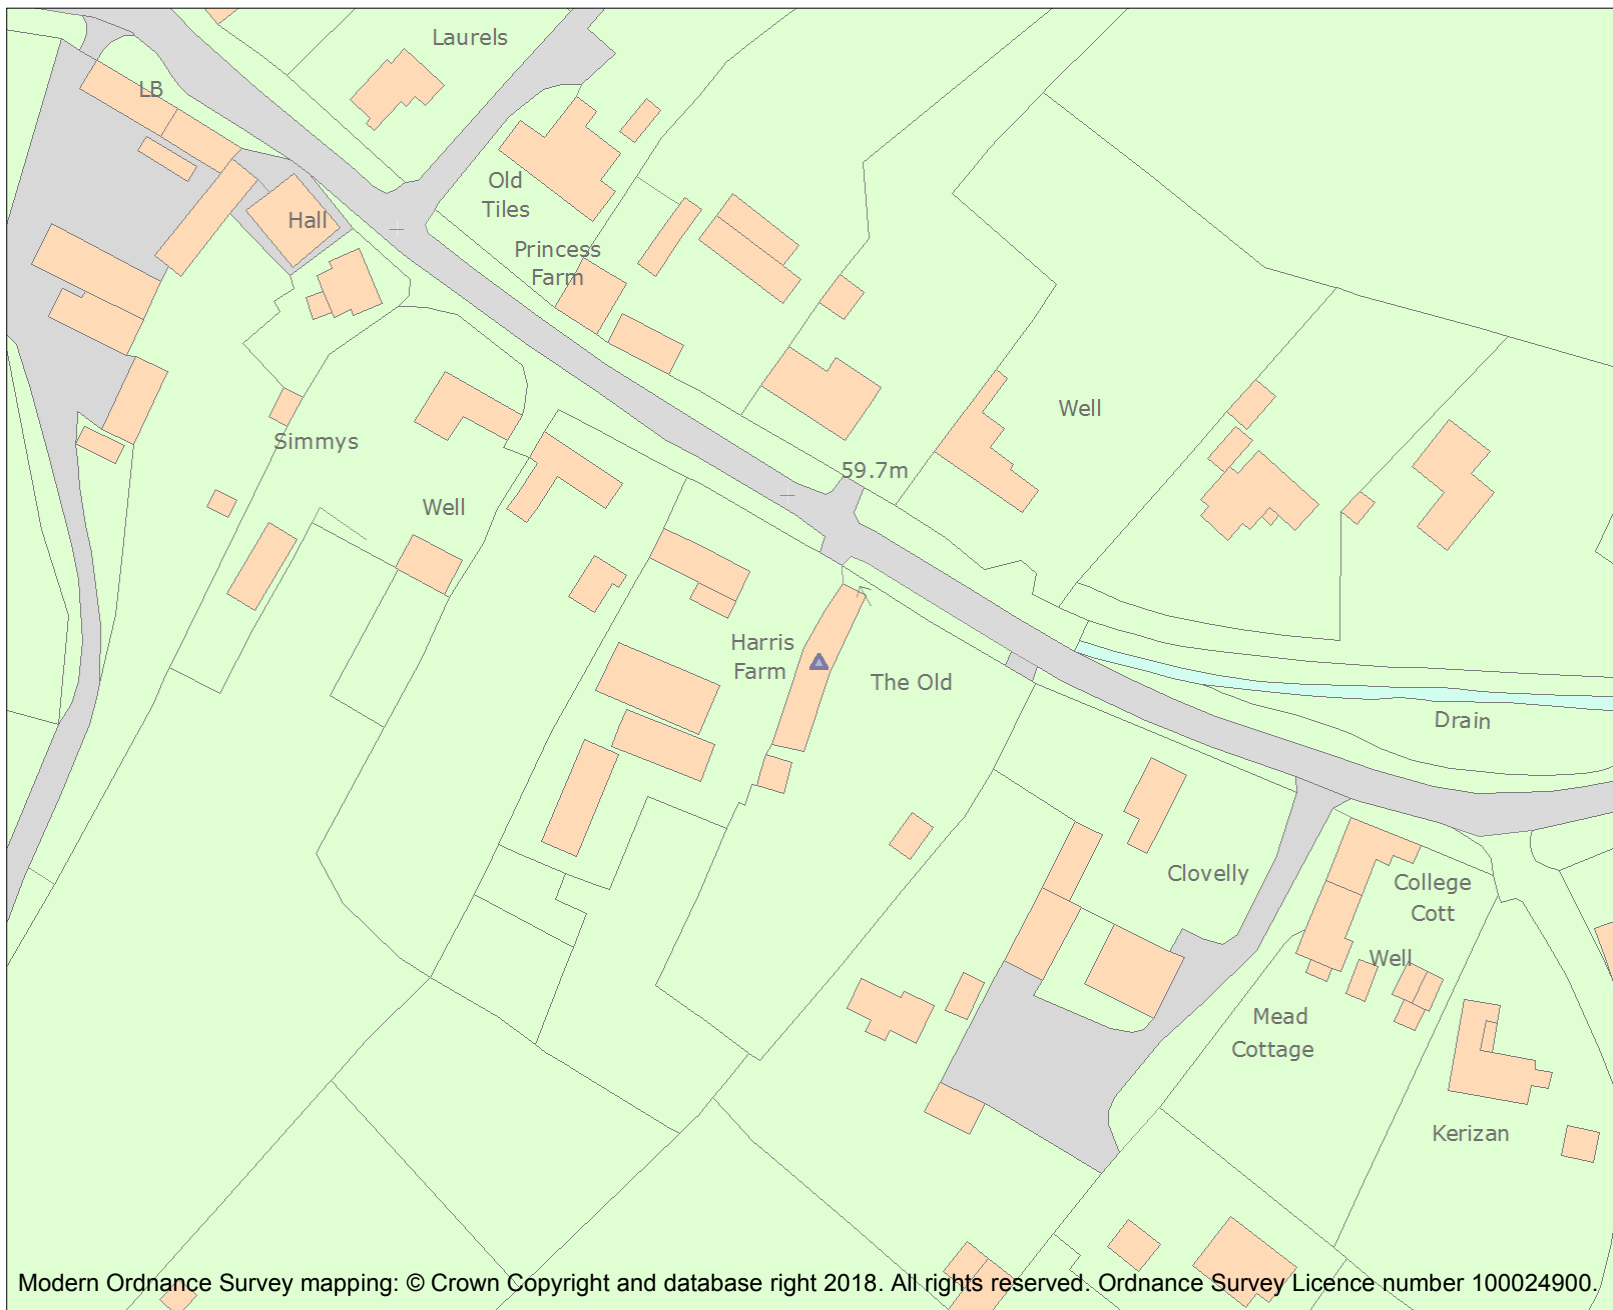 Laurels
LB
Old
Tiles
Hall
Princess
Farm
Well
Simmys
59.7m
Well
Harris
Farm
The Old
Drain
Clovelly
College
Cott
Well
Mead
Cottage
Kerizan
Modern Ordnance Survey mapping: © Crown Copyright and database right 2018. All rights reserved. Ordnance Survey Licence number 100024900.